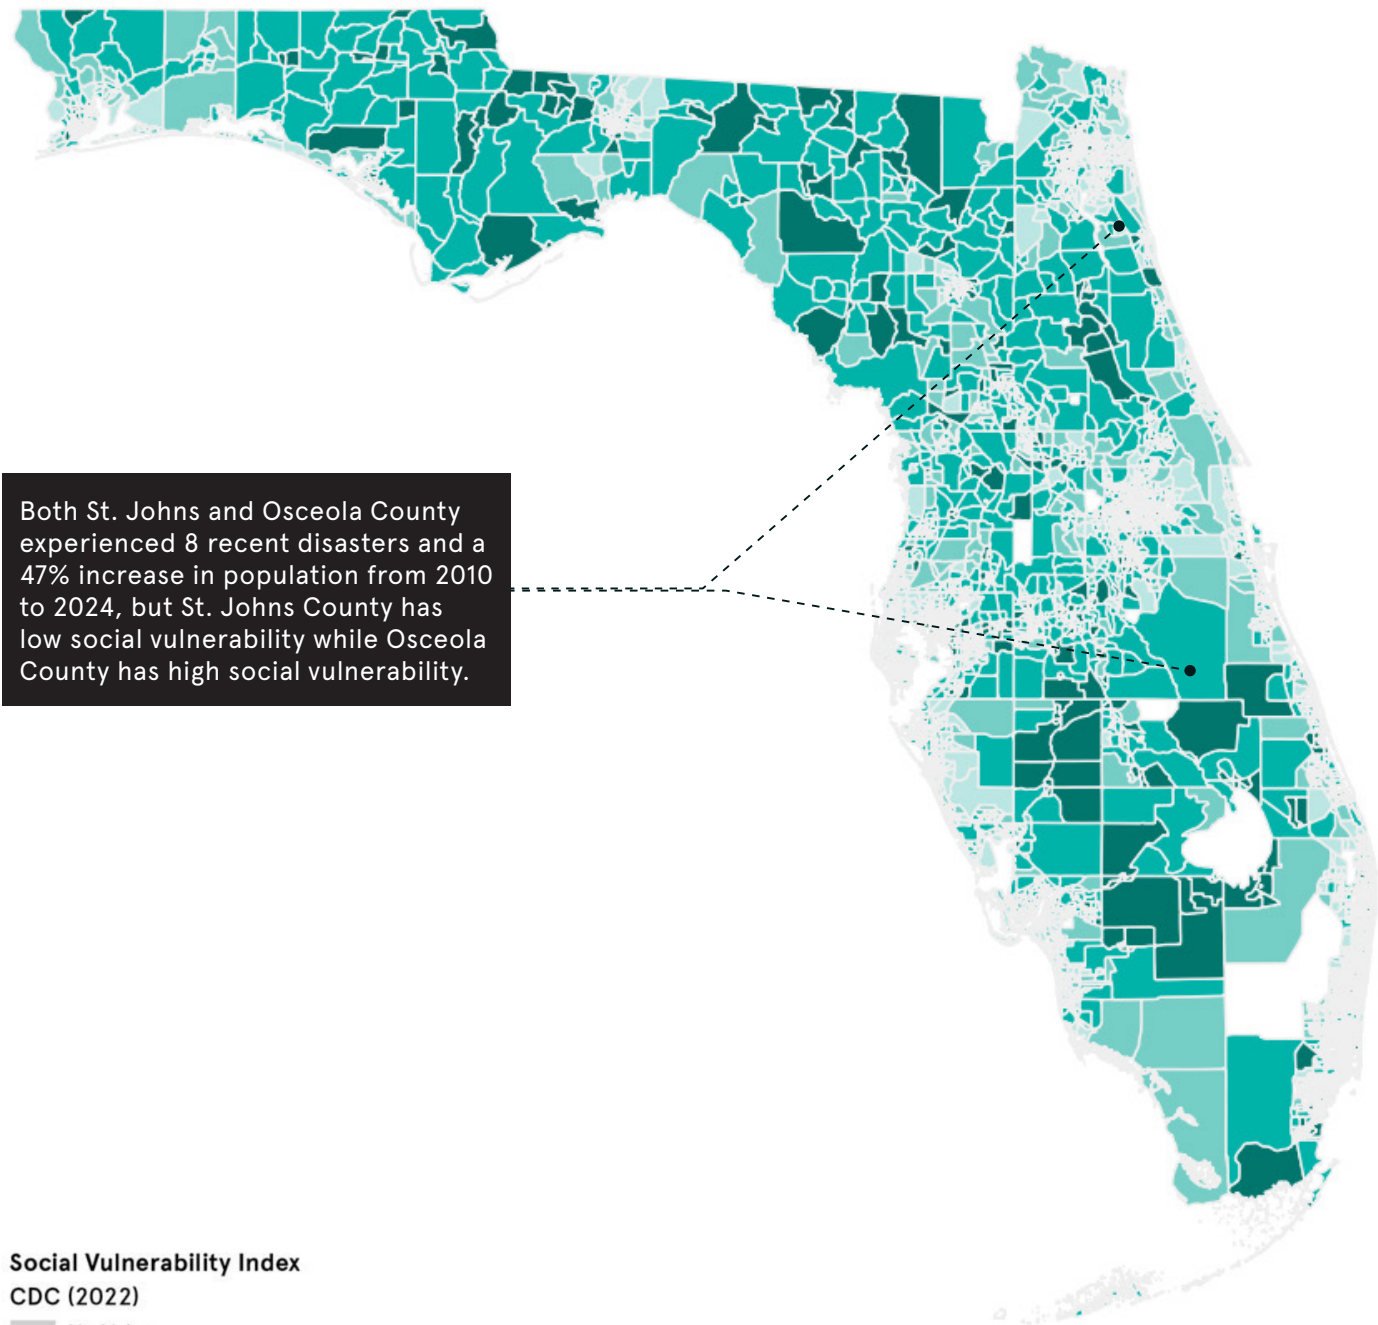 Both St. Johns and Osceola County
experienced 8 recent disasters and a
47% increase in population from 2010
to 2024, but St. Johns County has
low social vulnerability while Osceola
County has high social vulnerability.
Social Vulnerability Index
CDC (2022)